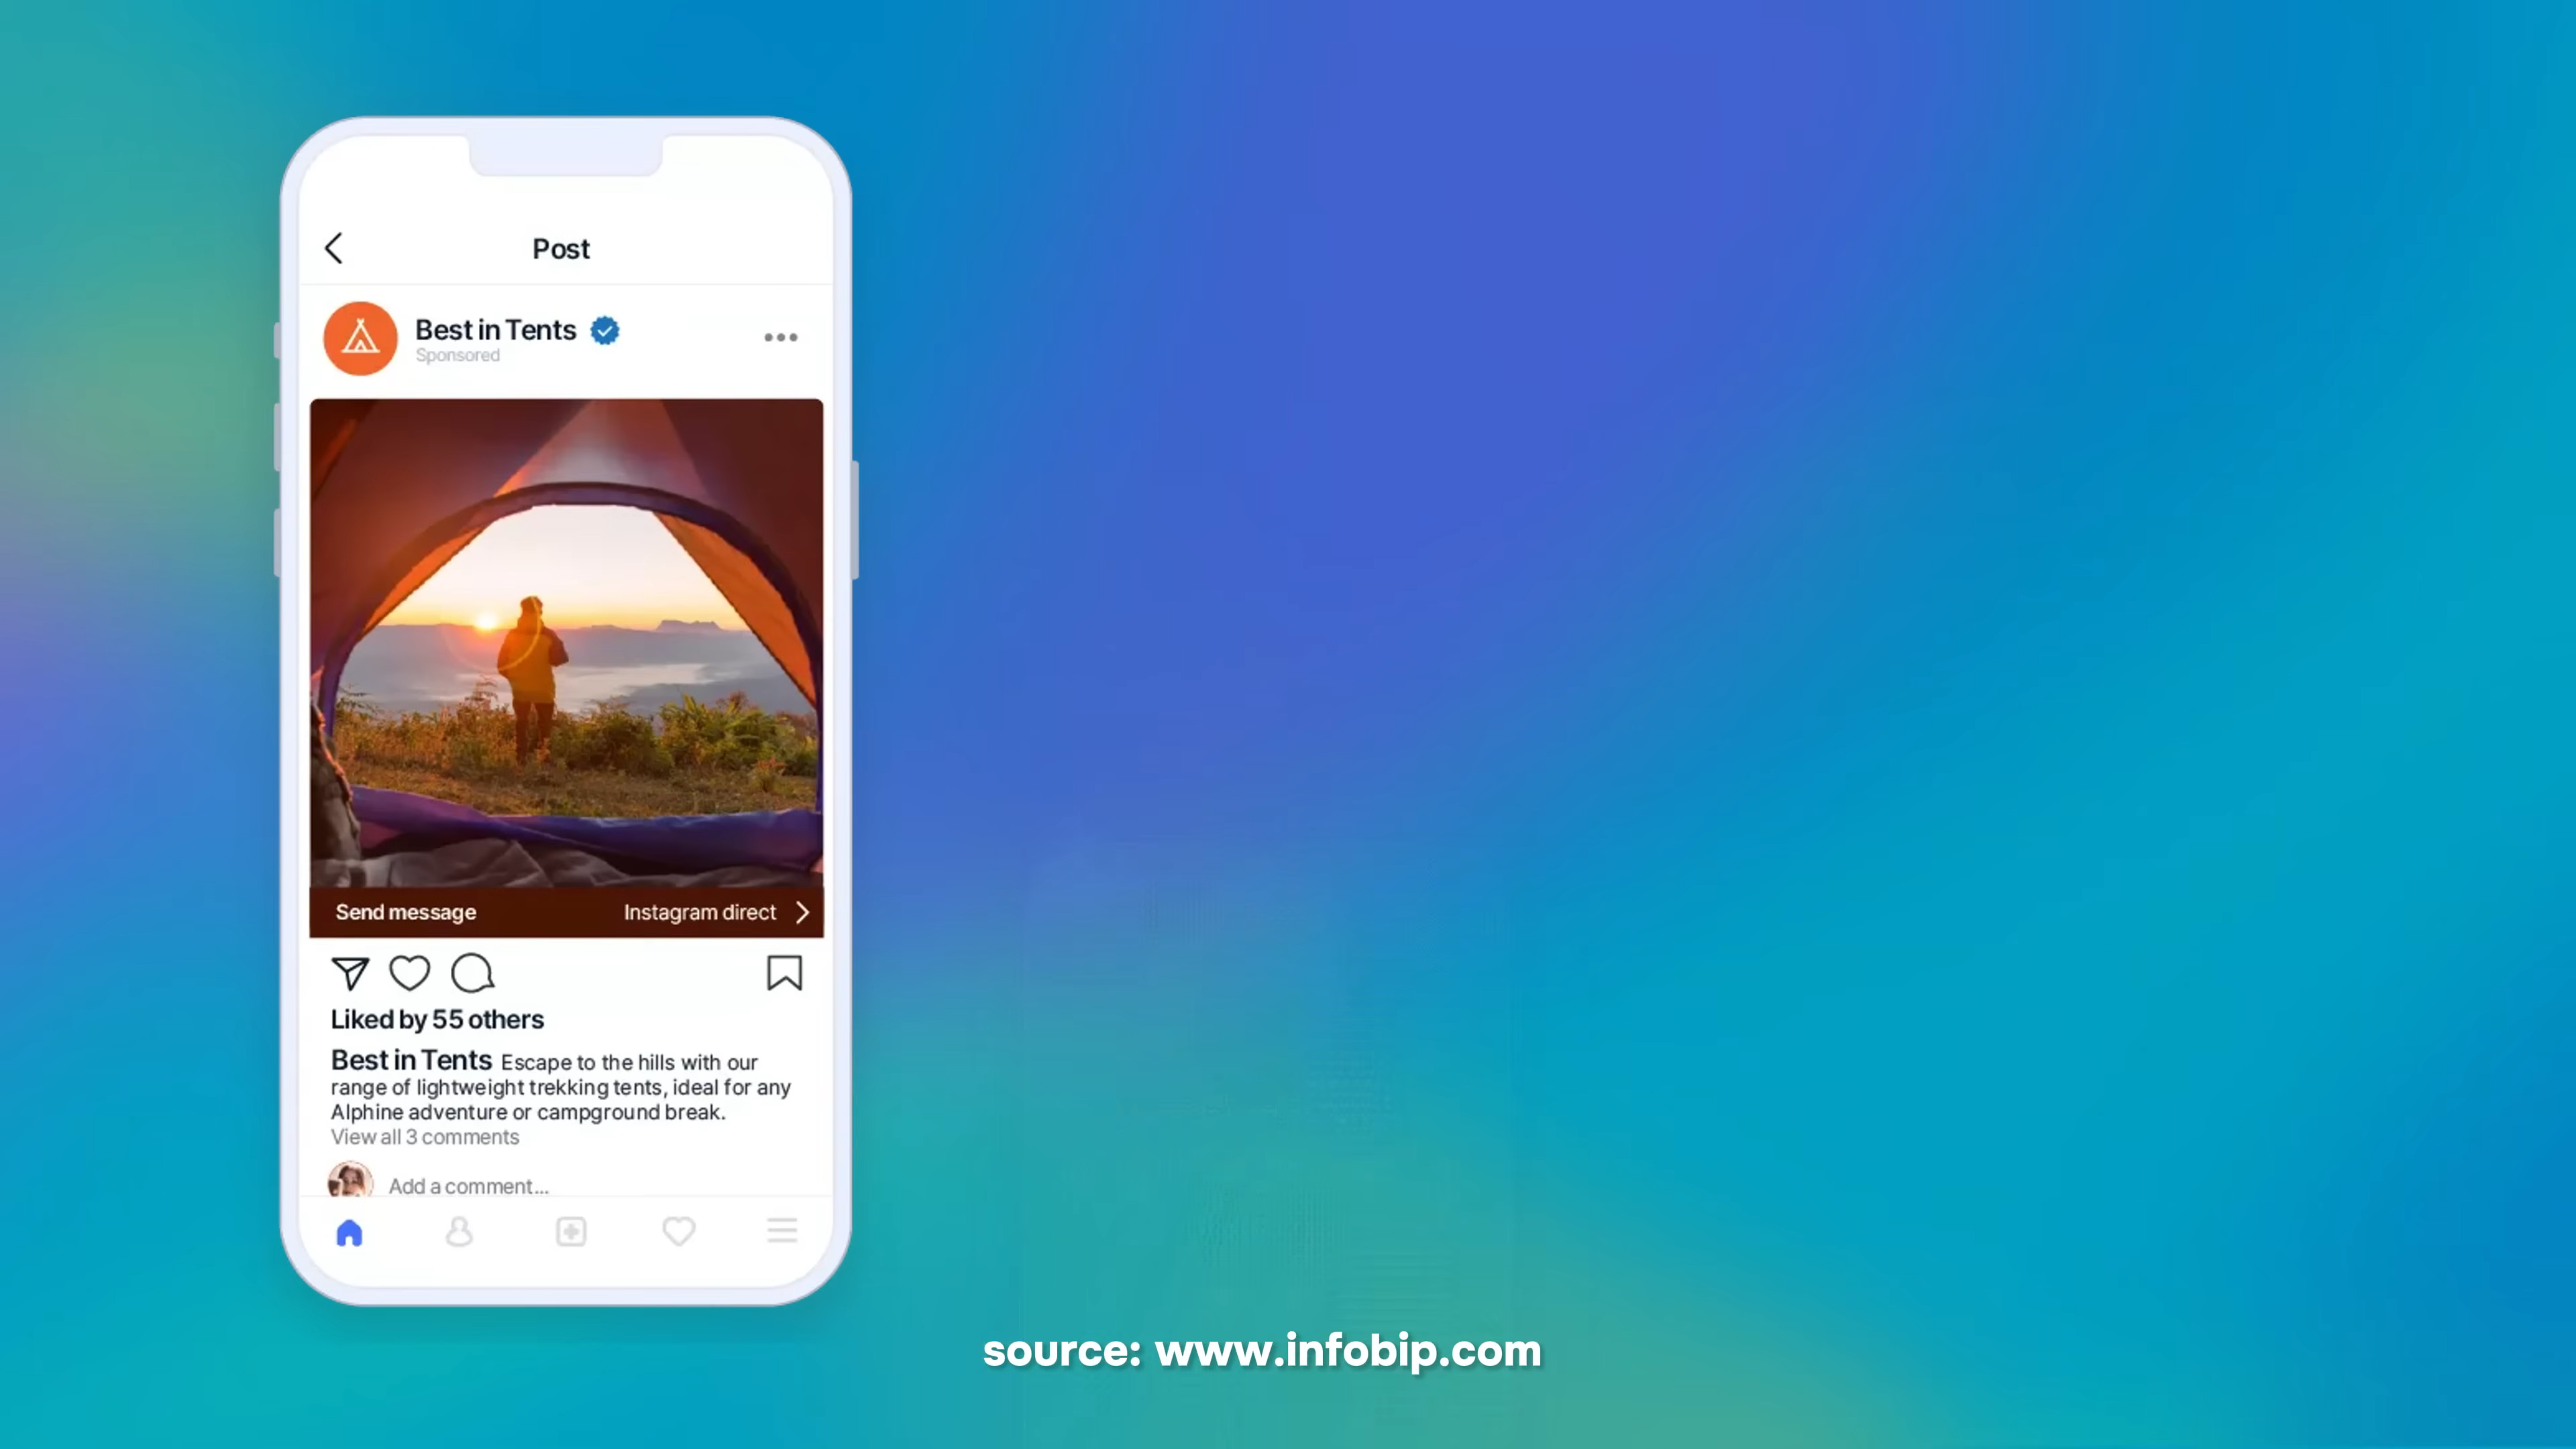 Post
Best in Tents
Sponsored
Send message Instagram direct
Liked by 55 others
Best in Tents Escape to the hills with our
range of lightweight trekking tents, ideal for any
Alphine adventure or campground break.
View all 3 comments
Add a comment...
source: www.infobip.com